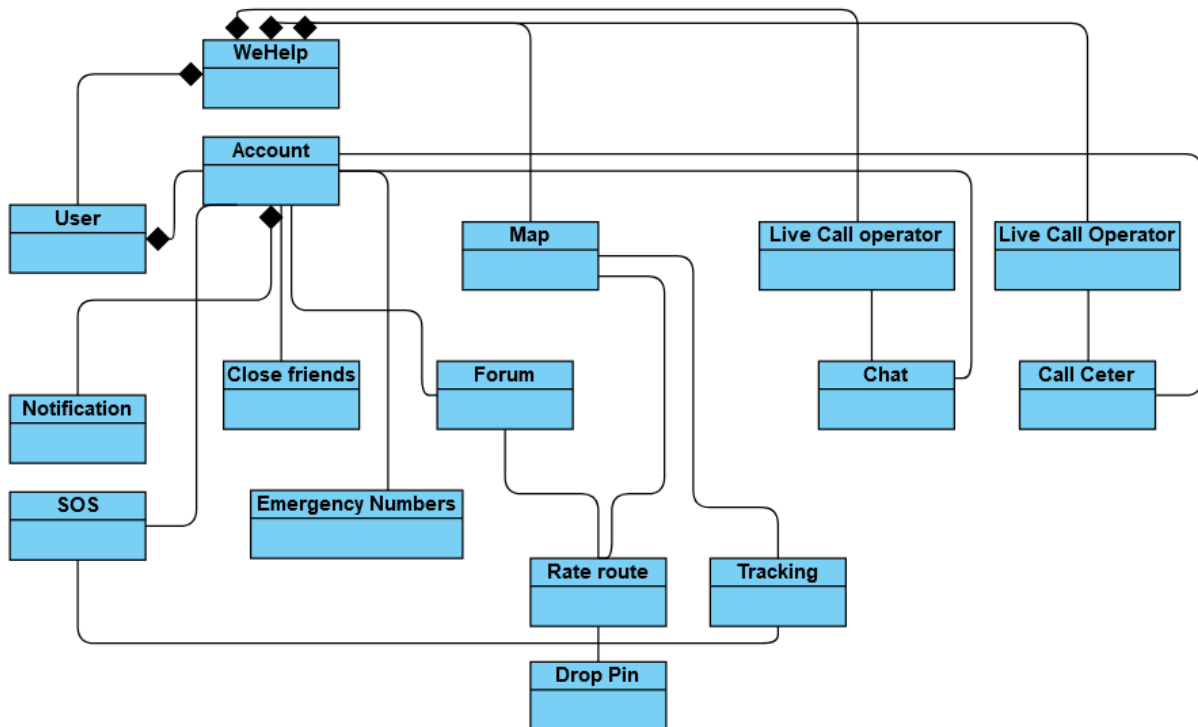 WeHelp
Account
User
Map
Live Call operator
Live Call Operator
Close friends
Forum
Chat
Call Ceter
Notification
SOS
Emergency Numbers
Rate route
Tracking
Drop Pin